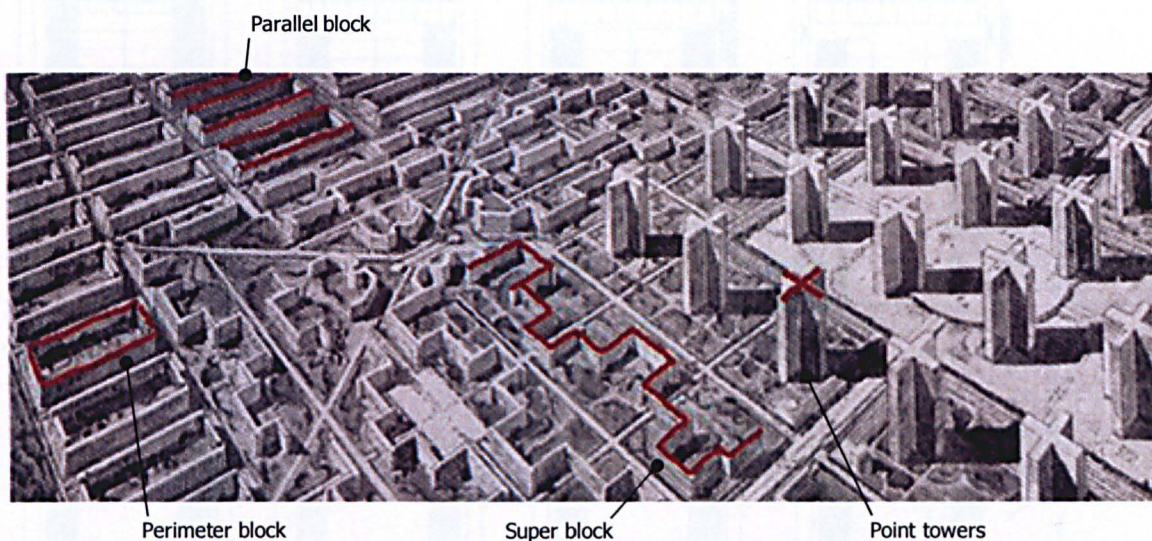 Parallel block
Perimeter block
Super block
Point towers